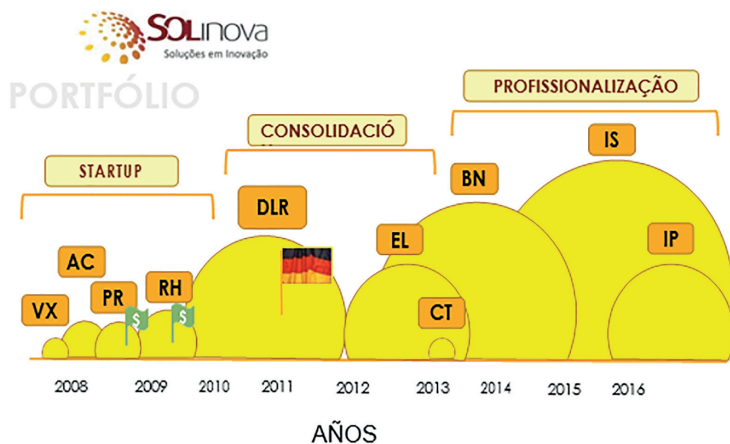 SOLinova
Soluções em Inovação
PORTFÓLIO
PROFISSIONALIZAÇÃO
CONSOLIDACIÓ
STARTUP
IS
BN
DLR
EL
IP
AC
RH
PR
VX
CT
$
$
2008 2009 2010 2011 2012 2013 2014 2015 2016
AÑOS